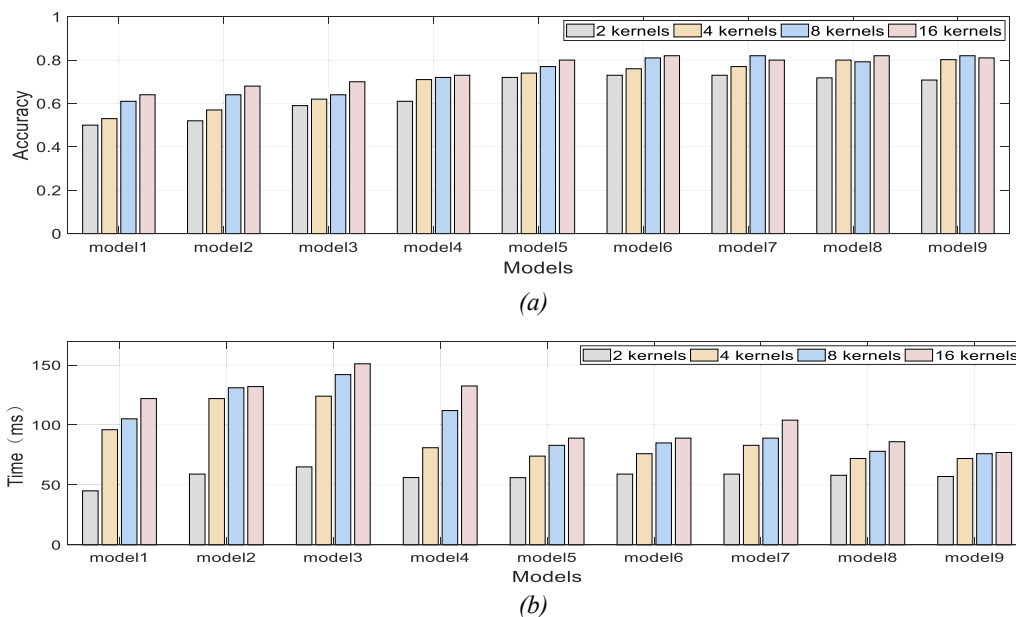 1
0.8
0.6
0.4
0.2
0
Accuracy
2 kernels 4 kernels 8 kernels 16 kernels
model1 model2 model3 model4 model5 model6 model7 model8 model9
Models
(a)
150
100
50
0
Time（ms）
2 kernels 4 kernels 8 kernels 16 kernels
model1 model2 model3 model4 model5 model6 model7 model8 model9
Models
(b)